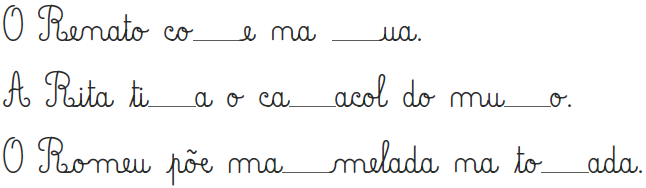 O Renato co___e na ___ua.
A Rita ti___a o ca___acol do mu___o.
O Romeu põe ma___melada na to___ada.